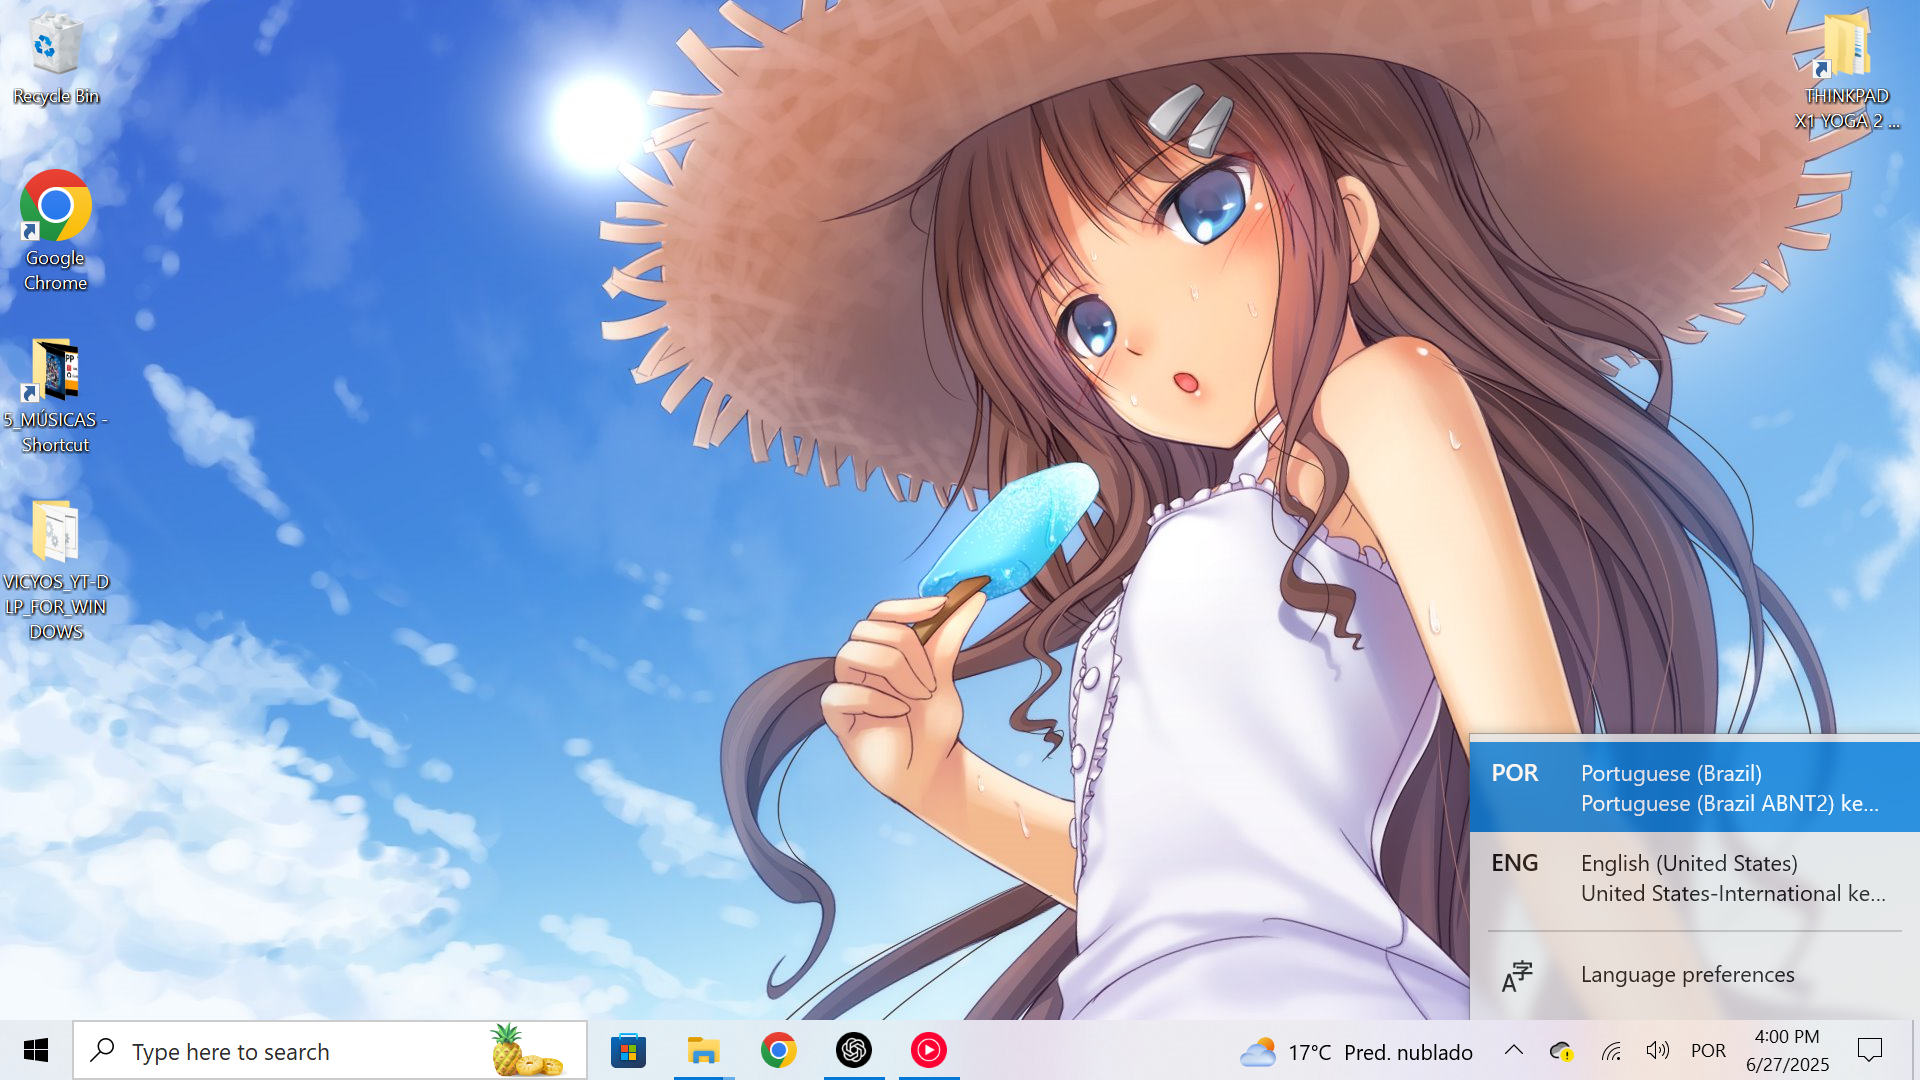 Recycle Bin
Google
Chrome
5_MÚSICAS -
Shortcut
VICYOS_YT-D
LP_FOR_WIN
DOWS
THINKPAD
X1 YOGA 2 ...
POR
Portuguese (Brazil)
Portuguese (Brazil ABNT2) ke...
ENG
English (United States)
United States-International ke...
Language preferences
Type here to search
17°C Pred. nublado
POR
4:00 PM
6/27/2025